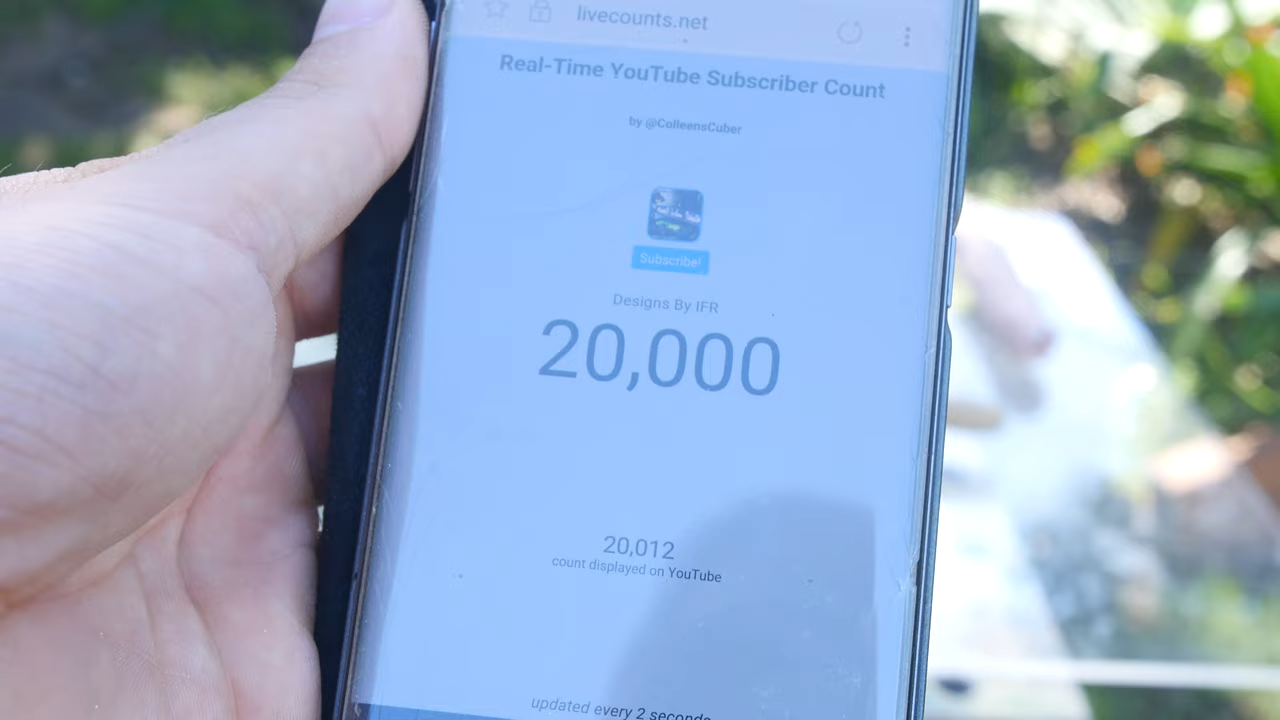 livecounts.net
Real-Time YouTube Subscriber Count
by @ColleensCuber
Subscribe!
Designs By IFR
20,000
20,012
count displayed on YouTube
updated every 2 seconds